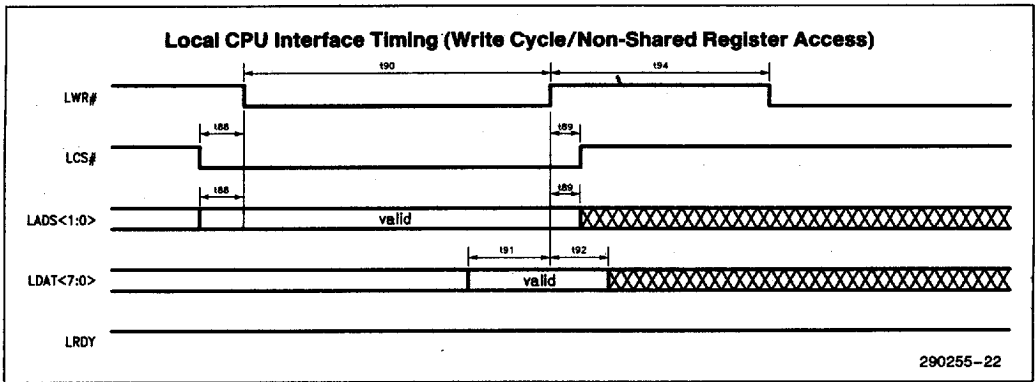 Local CPU Interface Timing (Write Cycle/Non-Shared Register Access)
t90 t94
LWR#
t88 t89
LCS#
t88 t89
LADS<1:0> valid
t91 t92
LDAT<7:0> valid
LRDY
290255-22